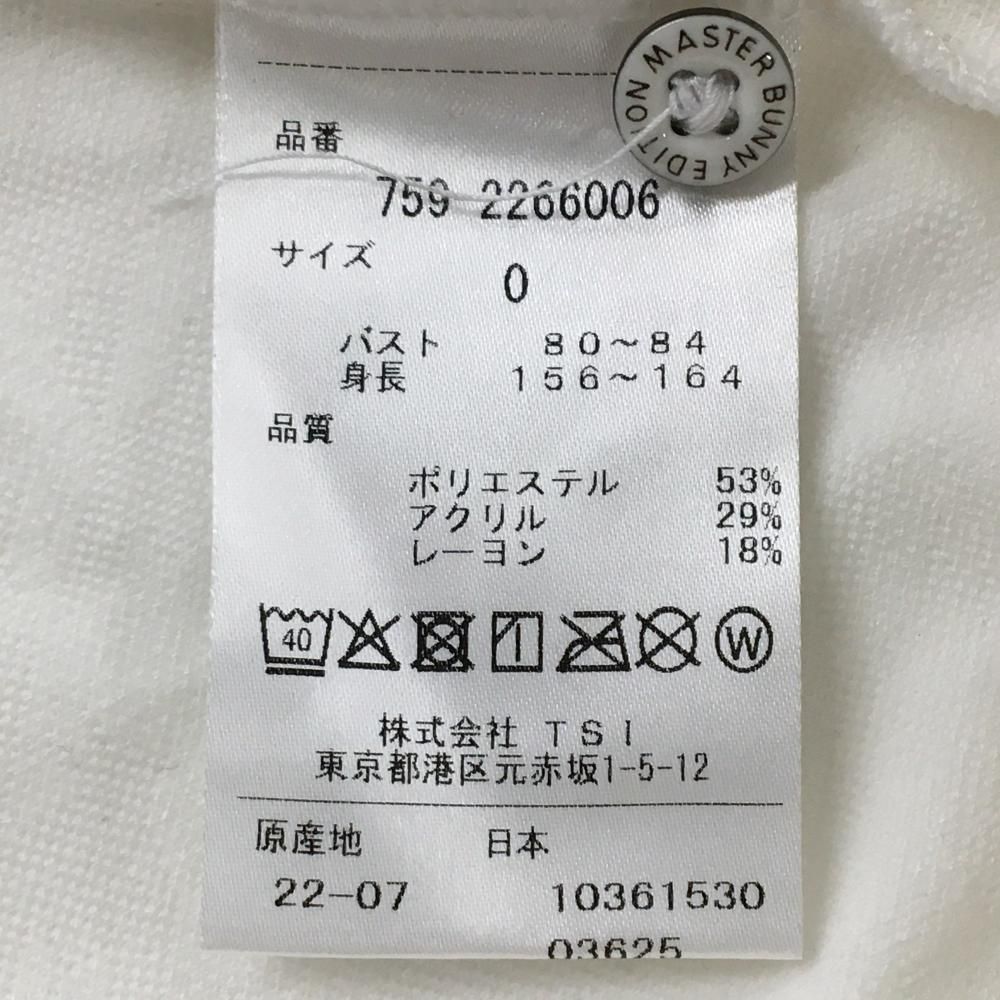 MASTER BUNNY EDITION
品番
759 2266006
サイズ
0
バスト 80～84
身長 156～164
品質
ポリエステル 53%
アクリル 29%
レーヨン 18%
40
W
株式会社 TSI
東京都港区元赤坂1-5-12
原産地 日本
22-07 10361530
03625